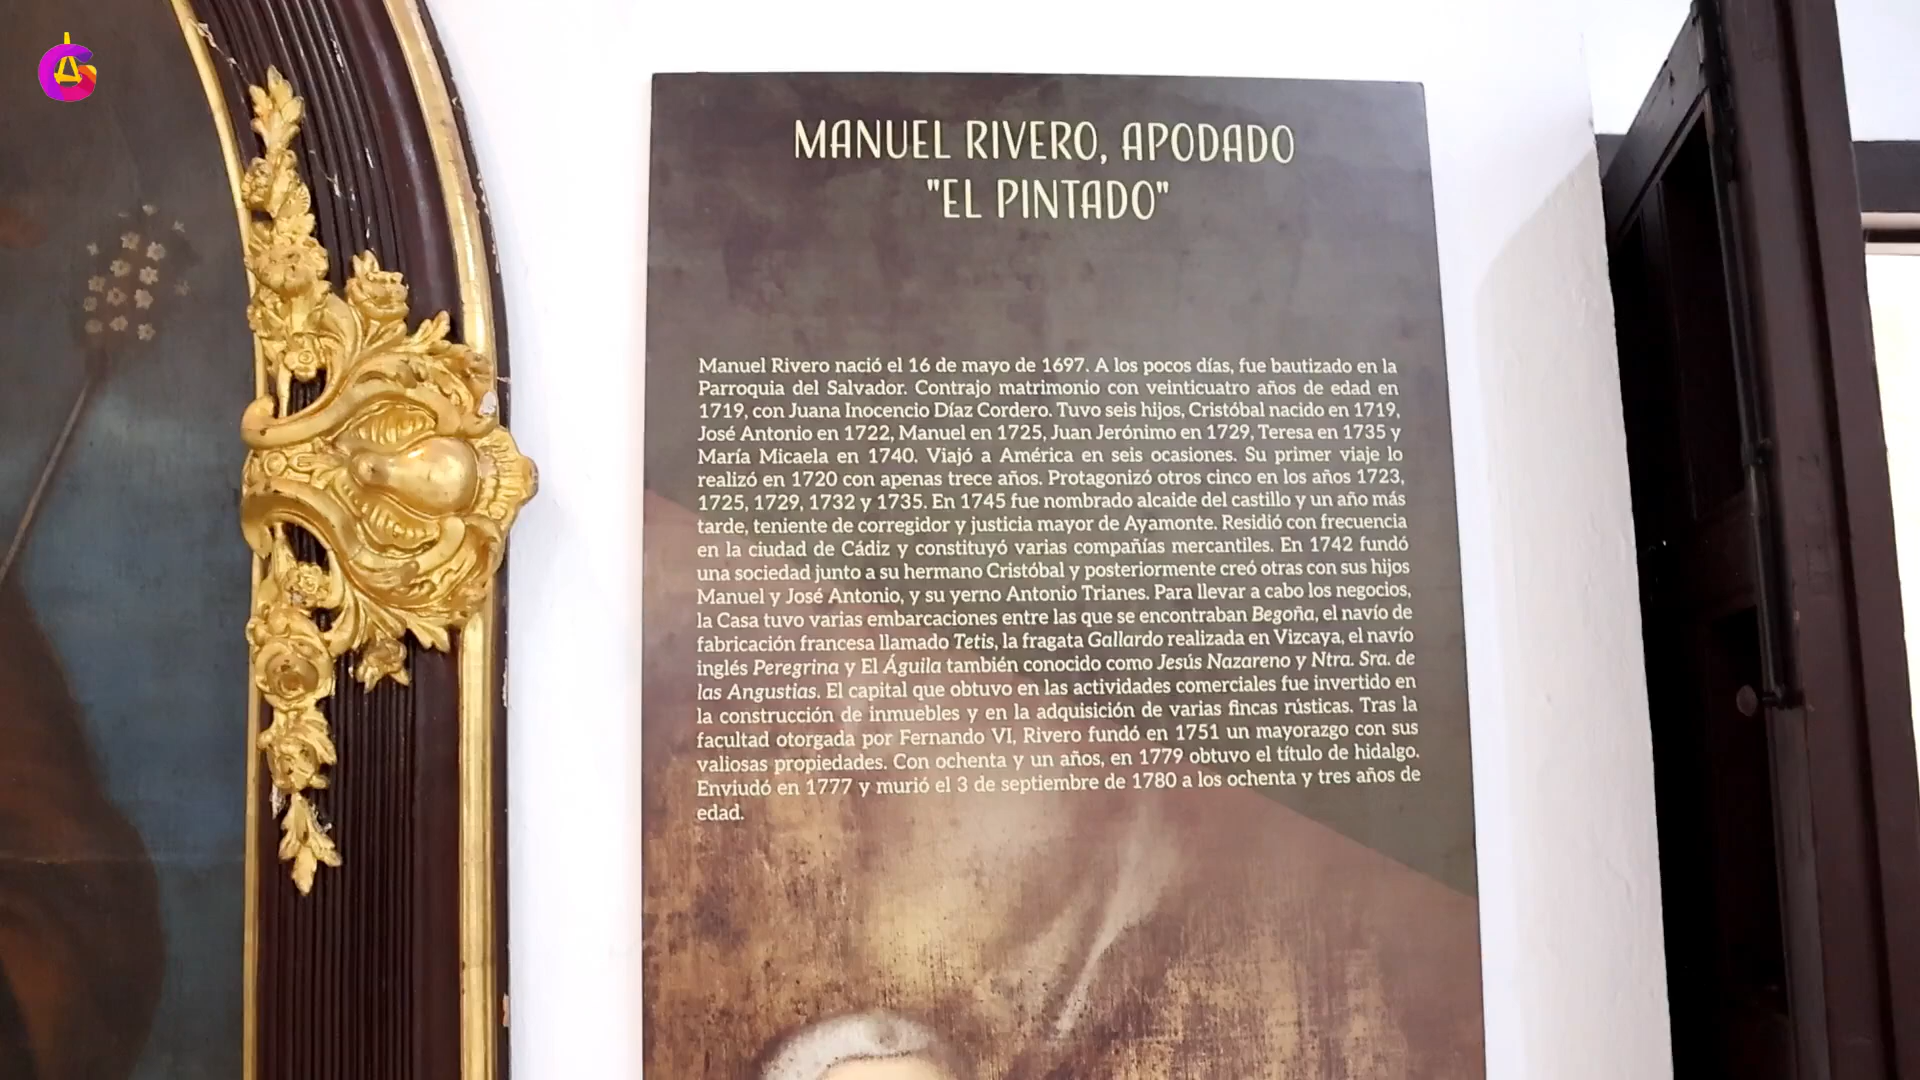 MANUEL RIVERO, APODADO
"EL PINTADO"
Manuel Rivero nació el 16 de mayo de 1697. A los pocos días, fue bautizado en la
Parroquia del Salvador. Contrajo matrimonio con veinticuatro años de edad en
1719, con Juana Inocencio Díaz Cordero. Tuvo seis hijos, Cristóbal nacido en 1719,
José Antonio en 1722, Manuel en 1725, Juan Jerónimo en 1729, Teresa en 1735 y
María Micaela en 1740. Viajó a América en seis ocasiones. Su primer viaje lo
realizó en 1720 con apenas trece años. Protagonizó otros cinco en los años 1723,
1725, 1729, 1732 y 1735. En 1745 fue nombrado alcaide del castillo y un año más
tarde, teniente de corregidor y justicia mayor de Ayamonte. Residió con frecuencia
en la ciudad de Cádiz y constituyó varias compañías mercantiles. En 1742 fundó
una sociedad junto a su hermano Cristóbal y posteriormente creó otras con sus hijos
Manuel y José Antonio, y su yerno Antonio Trianes. Para llevar a cabo los negocios,
la Casa tuvo varias embarcaciones entre las que se encontraban Begoña, el navío de
fabricación francesa llamado Tetis, la fragata Gallardo realizada en Vizcaya, el navío
inglés Peregrina y El Águila también conocido como Jesús Nazareno y Ntra. Sra. de
las Angustias. El capital que obtuvo en las actividades comerciales fue invertido en
la construcción de inmuebles y en la adquisición de varias fincas rústicas. Tras la
facultad otorgada por Fernando VI, Rivero fundó en 1751 un mayorazgo con sus
valiosas propiedades. Con ochenta y un años, en 1779 obtuvo el título de hidalgo.
Enviudó en 1777 y murió el 3 de septiembre de 1780 a los ochenta y tres años de
edad.